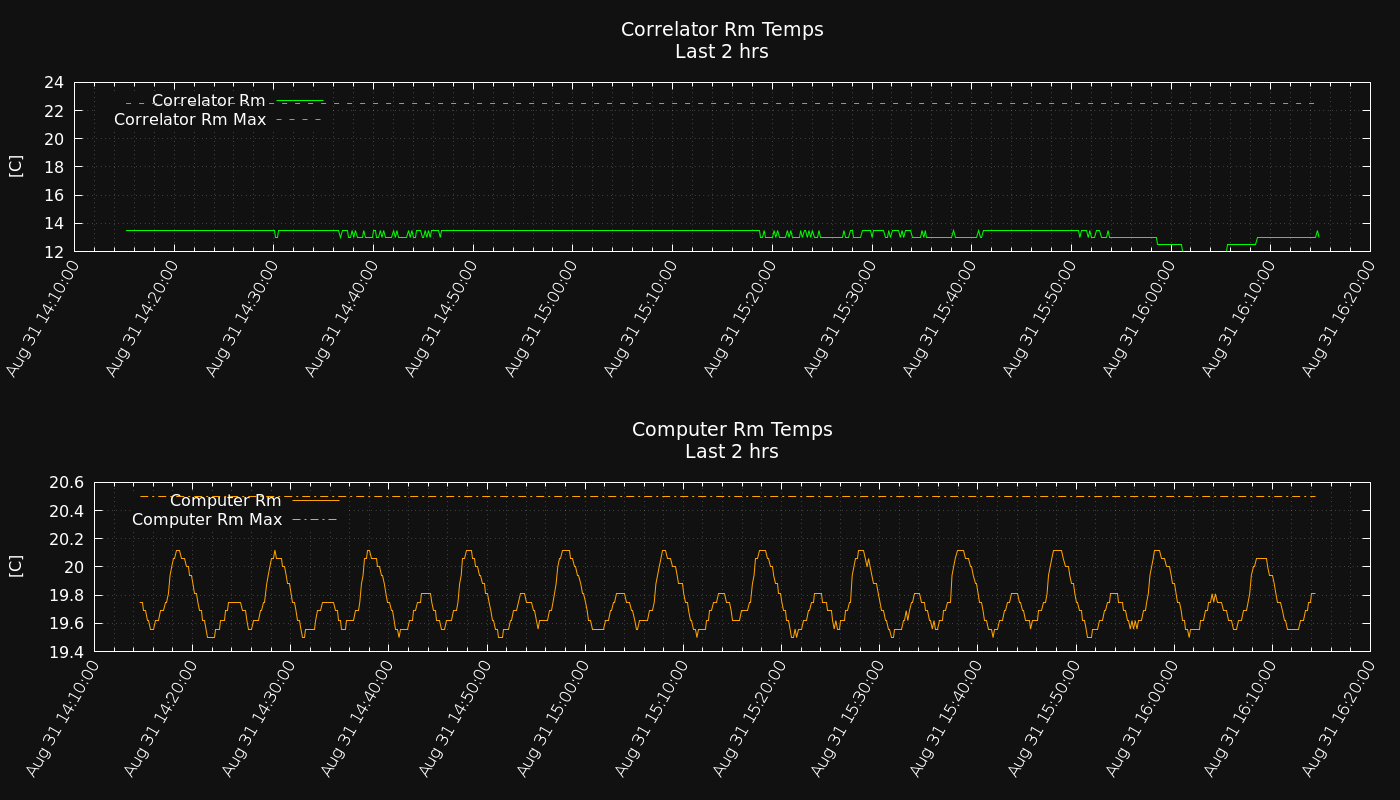 Correlator Rm Temps
Last 2 hrs
24
22
20
18
16
14
12
[C]
Correlator Rm
Correlator Rm Max
Aug 31 14:10:00
Aug 31 14:20:00
Aug 31 14:30:00
Aug 31 14:40:00
Aug 31 14:50:00
Aug 31 15:00:00
Aug 31 15:10:00
Aug 31 15:20:00
Aug 31 15:30:00
Aug 31 15:40:00
Aug 31 15:50:00
Aug 31 16:00:00
Aug 31 16:10:00
Aug 31 16:20:00
Computer Rm Temps
Last 2 hrs
20.6
20.4
20.2
20
19.8
19.6
19.4
[C]
Computer Rm
Computer Rm Max
Aug 31 14:10:00
Aug 31 14:20:00
Aug 31 14:30:00
Aug 31 14:40:00
Aug 31 14:50:00
Aug 31 15:00:00
Aug 31 15:10:00
Aug 31 15:20:00
Aug 31 15:30:00
Aug 31 15:40:00
Aug 31 15:50:00
Aug 31 16:00:00
Aug 31 16:10:00
Aug 31 16:20:00